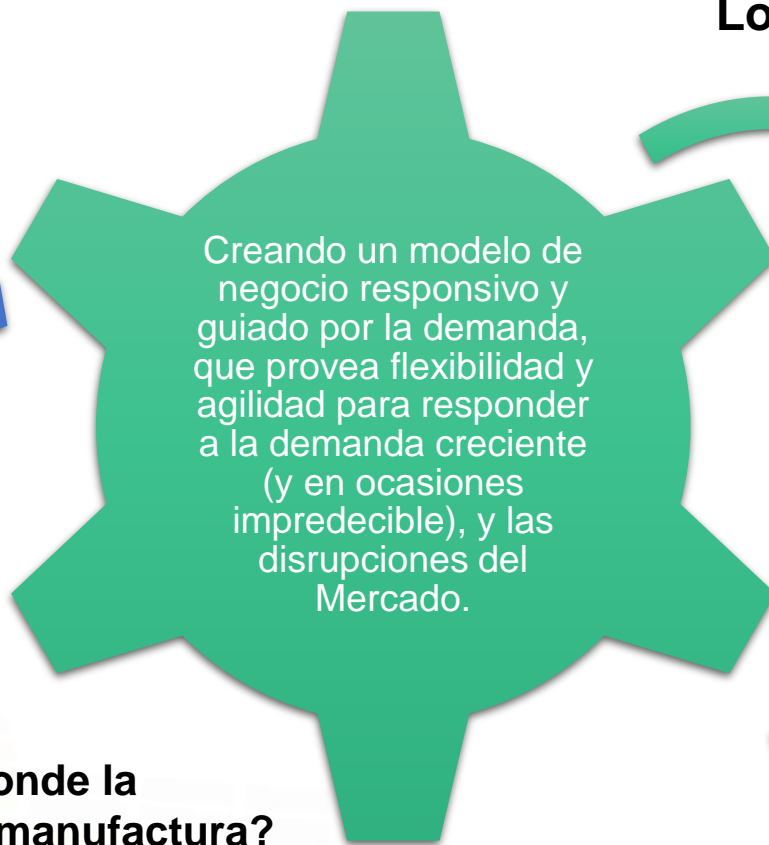 Lo
Creando un modelo de
negocio responsivo y
guiado por la demanda,
que provea flexibilidad y
agilidad para responder
a la demanda creciente
(y en ocasiones
impredecible), y las
disrupciones del
Mercado.
onde la
manufactura?